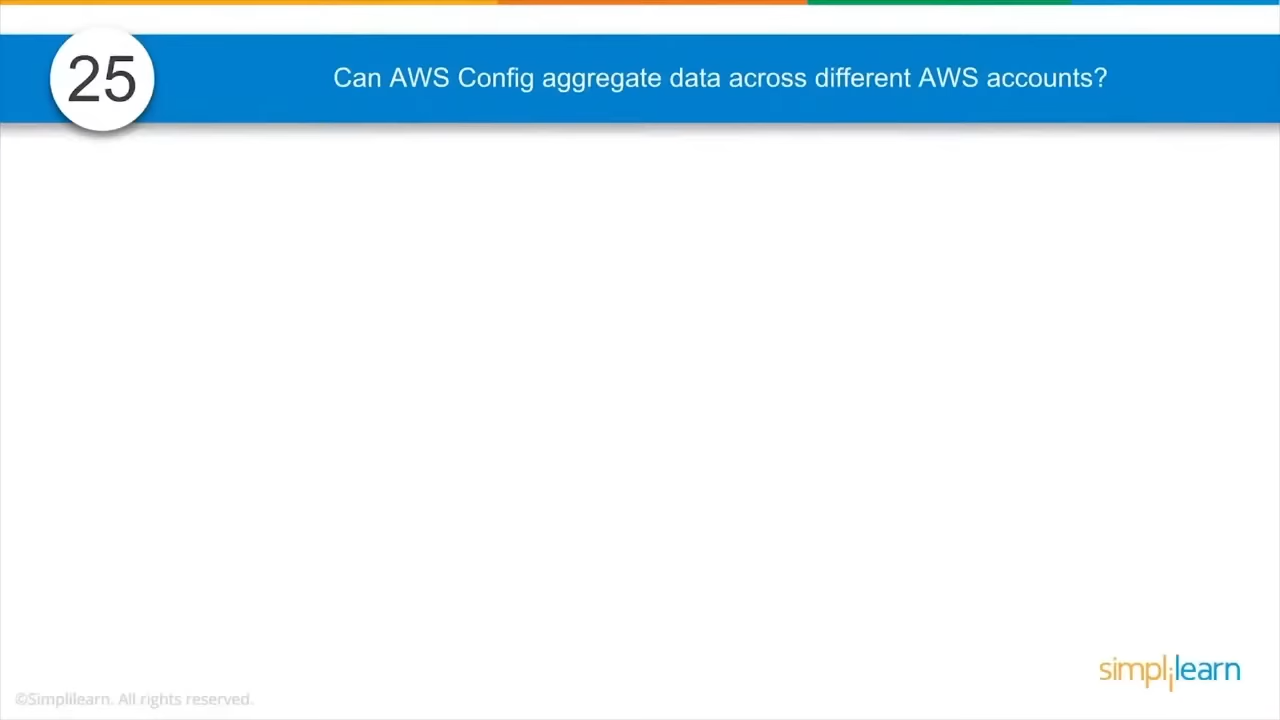 25
Can AWS Config aggregate data across different AWS accounts?
simplilearn
©Simplilearn. All rights reserved.